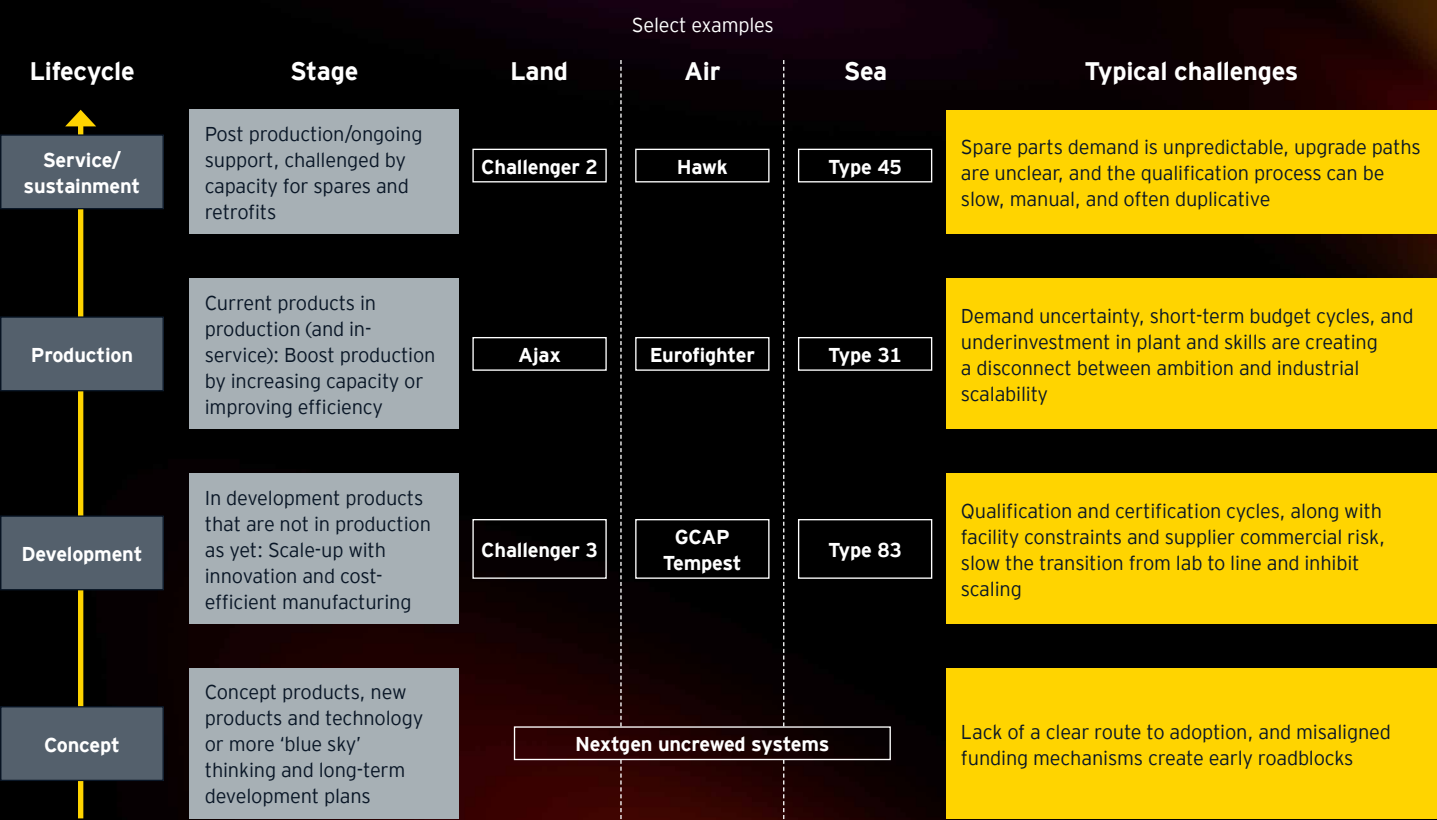 Select examples
Lifecycle
Stage
Land
Air
Sea
Typical challenges
Service/
sustainment
Post production/ongoing
support, challenged by
capacity for spares and
retrofits
Challenger 2
Hawk
Type 45
Spare parts demand is unpredictable, upgrade paths
are unclear, and the qualification process can be
slow, manual, and often duplicative
Production
Current products in
production (and in-
service): Boost production
by increasing capacity or
improving efficiency
Ajax
Eurofighter
Type 31
Demand uncertainty, short-term budget cycles, and
underinvestment in plant and skills are creating
a disconnect between ambition and industrial
scalability
Development
In development products
that are not in production
as yet: Scale-up with
innovation and cost-
efficient manufacturing
Challenger 3
GCAP
Tempest
Type 83
Qualification and certification cycles, along with
facility constraints and supplier commercial risk,
slow the transition from lab to line and inhibit
scaling
Concept
Concept products, new
products and technology
or more ‘blue sky’
thinking and long-term
development plans
Nextgen uncrewed systems
Lack of a clear route to adoption, and misaligned
funding mechanisms create early roadblocks